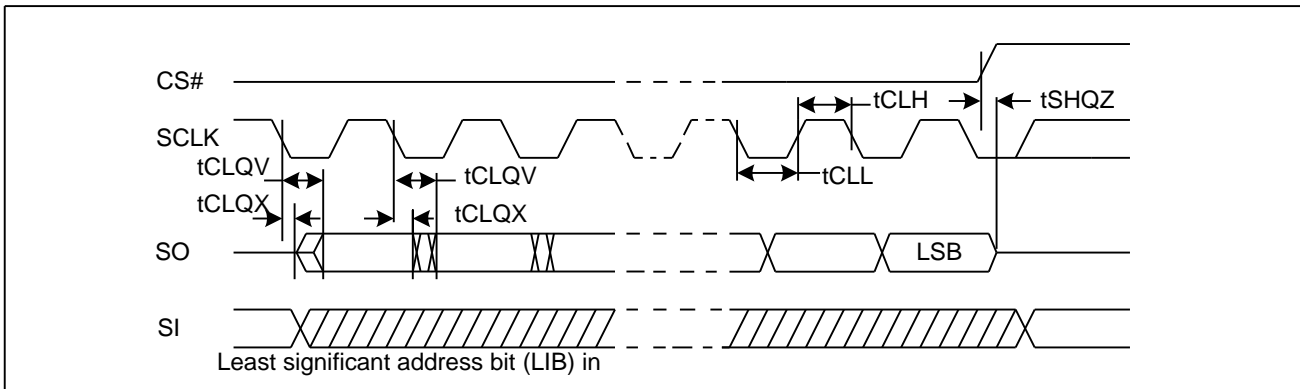 CS#
tCLH
tSHQZ
SCLK
tCLQV
tCLQV
tCLL
tCLQX
tCLQX
SO
LSB
SI
Least significant address bit (LIB) in